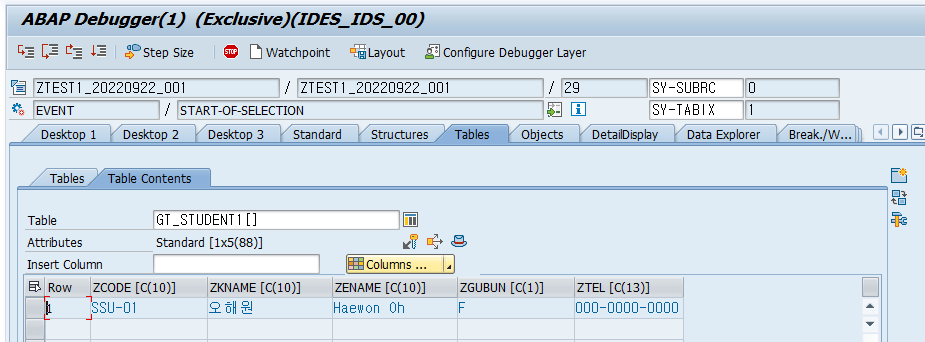 ABAP Debugger(1) (Exclusive)(IDES_IDS_00)
Step Size STOP Watchpoint Layout Configure Debugger Layer
ZTEST1_20220922_001 / ZTEST1_20220922_001 / 29 SY-SUBRC 0
EVENT / START-OF-SELECTION SY-TABIX 1
Desktop 1 Desktop 2 Desktop 3 Standard Structures Tables Objects DetailDisplay Data Explorer Break./W...
Tables Table Contents
Table GT_STUDENT1[]
Attributes Standard [1x5(88)]
Insert Column Columns ...
Row ZCODE [C(10)] ZKNAME [C(10)] ZENAME [C(10)] ZGUBUN [C(1)] ZTEL [C(13)]
1 SSU-01 오해원 Haewon Oh F 000-0000-0000